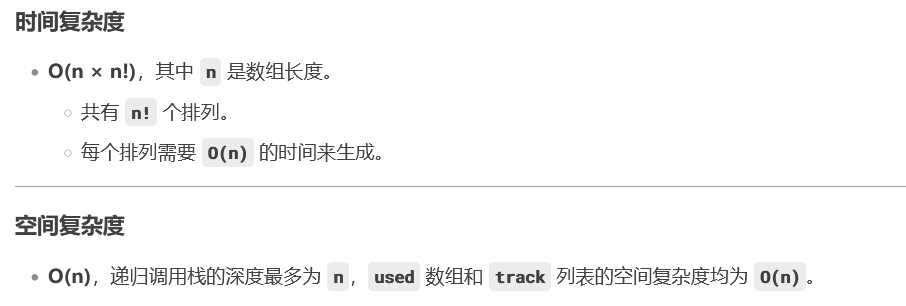 时间复杂度
O(n × n!)，其中 n 是数组长度。
共有 n! 个排列。
每个排列需要 O(n) 的时间来生成。
空间复杂度
O(n)，递归调用栈的深度最多为 n，used 数组和 track 列表的空间复杂度均为 O(n)。